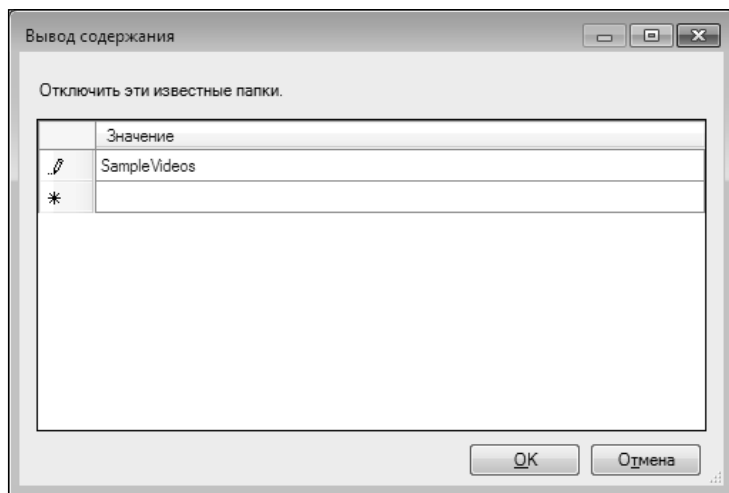 Вывод содержания
Отключить эти известные папки.
Значение
SampleVideos
OK
Отмена